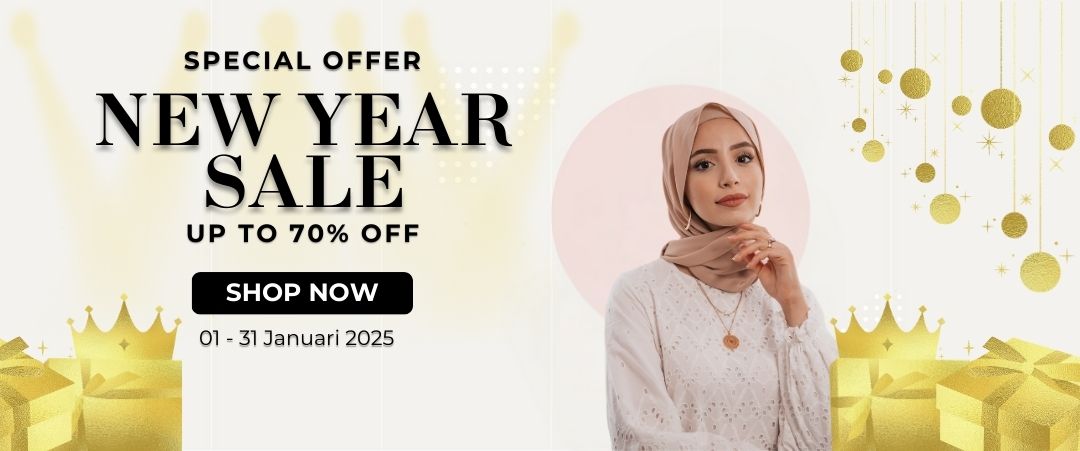 SPECIAL OFFER
NEW YEAR
SALE
UP TO 70% OFF
SHOP NOW
01 - 31 Januari 2025